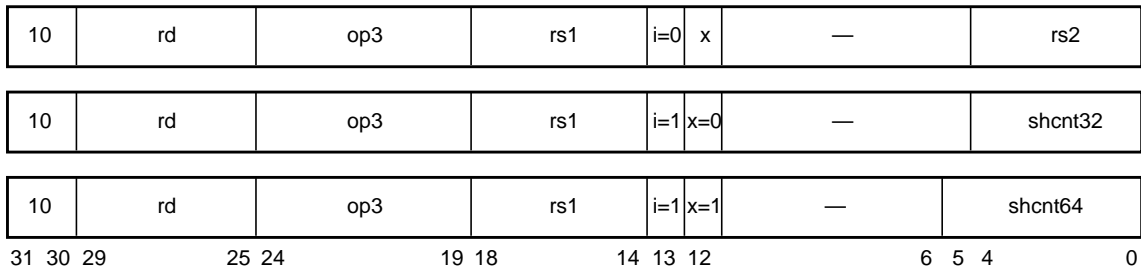 10 rd op3 rs1 i=0 x — rs2
10 rd op3 rs1 i=1 x=0 — shcnt32
10 rd op3 rs1 i=1 x=1 — shcnt64
31 30 29 25 24 19 18 14 13 12 6 5 4 0